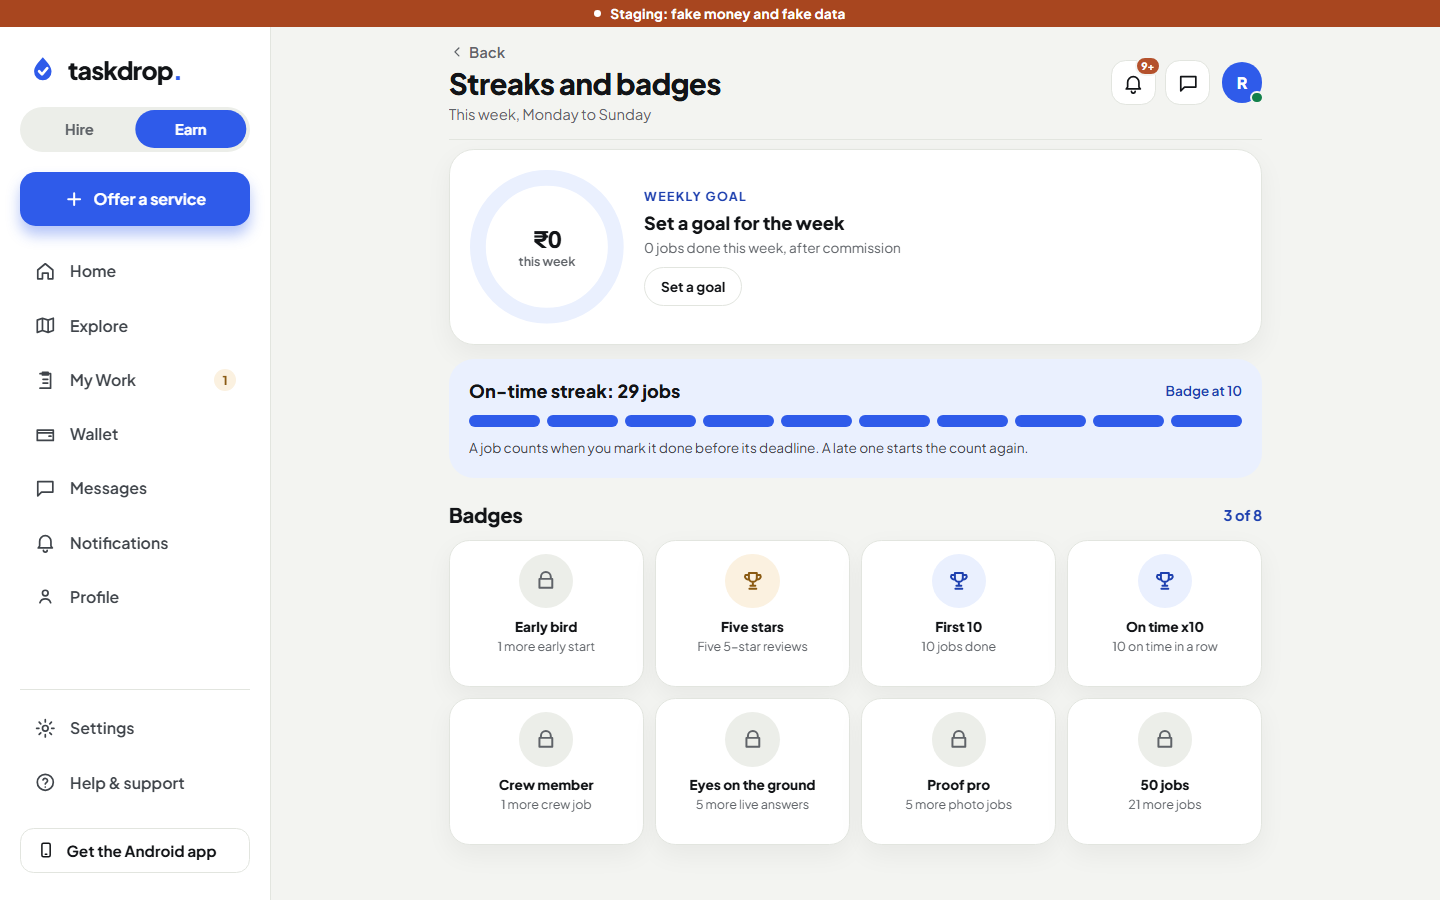 Staging: fake money and fake data
taskdrop.
Hire
Earn
Offer a service
Home
Explore
My Work
1
Wallet
Messages
Notifications
Profile
Settings
Help & support
Get the Android app
Back
Streaks and badges
This week, Monday to Sunday
9+
R
₹0
this week
WEEKLY GOAL
Set a goal for the week
0 jobs done this week, after commission
Set a goal
On-time streak: 29 jobs
Badge at 10
A job counts when you mark it done before its deadline. A late one starts the count again.
Badges
3 of 8
Early bird
1 more early start
Five stars
Five 5-star reviews
First 10
10 jobs done
On time x10
10 on time in a row
Crew member
1 more crew job
Eyes on the ground
5 more live answers
Proof pro
5 more photo jobs
50 jobs
21 more jobs